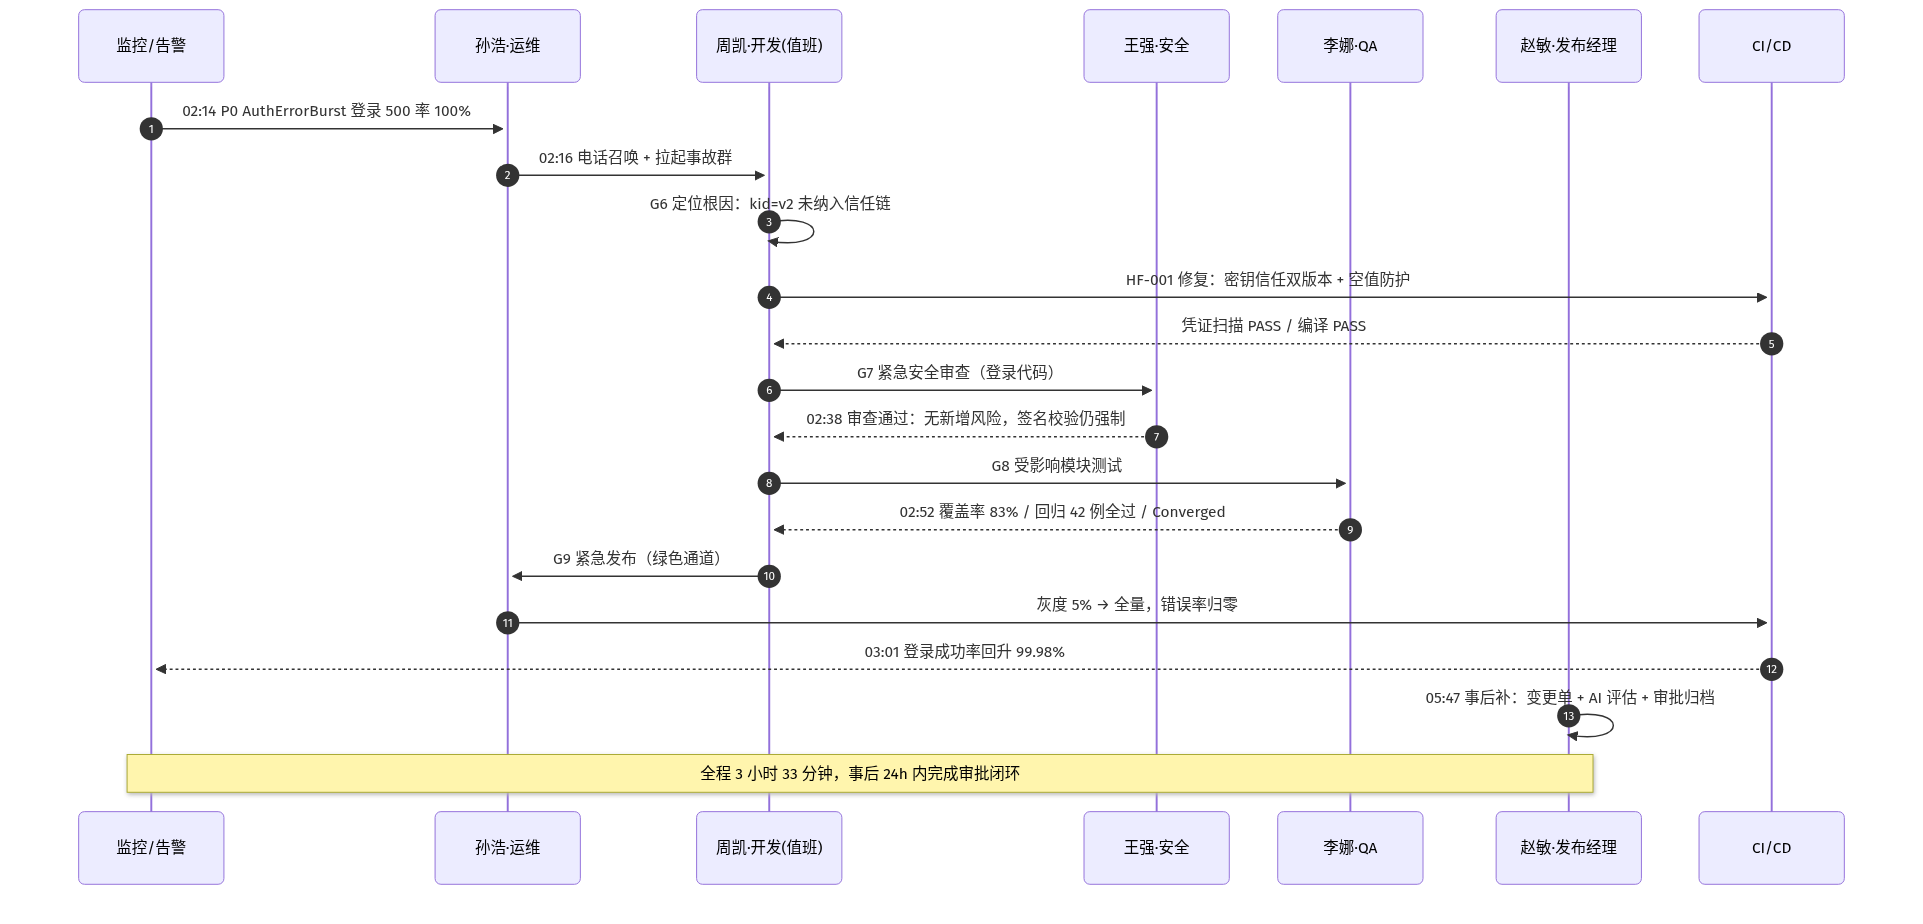 监控/告警
孙浩·运维
周凯·开发(值班)
王强·安全
李娜·QA
赵敏·发布经理
CI/CD
02:14 P0 AuthErrorBurst 登录 500 率 100%
1
02:16 电话召唤 + 拉起事故群
2
G6 定位根因：kid=v2 未纳入信任链
3
HF-001 修复：密钥信任双版本 + 空值防护
4
凭证扫描 PASS / 编译 PASS
5
G7 紧急安全审查（登录代码）
6
02:38 审查通过：无新增风险，签名校验仍强制
7
G8 受影响模块测试
8
02:52 覆盖率 83% / 回归 42 例全过 / Converged
9
G9 紧急发布（绿色通道）
10
灰度 5% → 全量，错误率归零
11
03:01 登录成功率回升 99.98%
12
05:47 事后补：变更单 + AI 评估 + 审批归档
13
全程 3 小时 33 分钟，事后 24h 内完成审批闭环
监控/告警
孙浩·运维
周凯·开发(值班)
王强·安全
李娜·QA
赵敏·发布经理
CI/CD